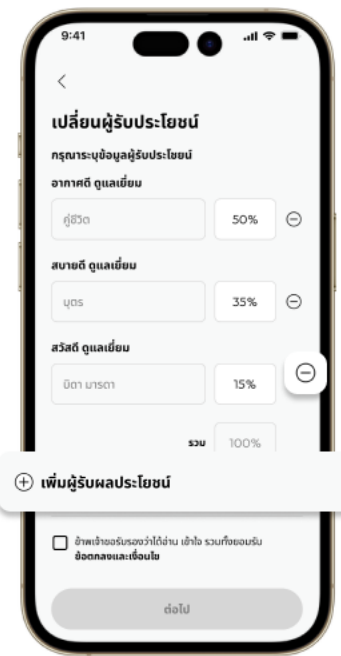 9:41
เปลี่ยนผู้รับประโยชน์
กรุณาระบุข้อมูลผู้รับประโยชน์
อากาศดี ดูแลเยี่ยม
คู่ชีวิต 50%
สบายดี ดูแลเยี่ยม
บุตร 35%
สวัสดี ดูแลเยี่ยม
บิดา มารดา 15%
รวม 100%
เพิ่มผู้รับผลประโยชน์
ข้าพเจ้าขอรับรองว่าได้อ่าน เข้าใจ รวมทั้งยอมรับ
ข้อตกลงและเงื่อนไข
ต่อไป